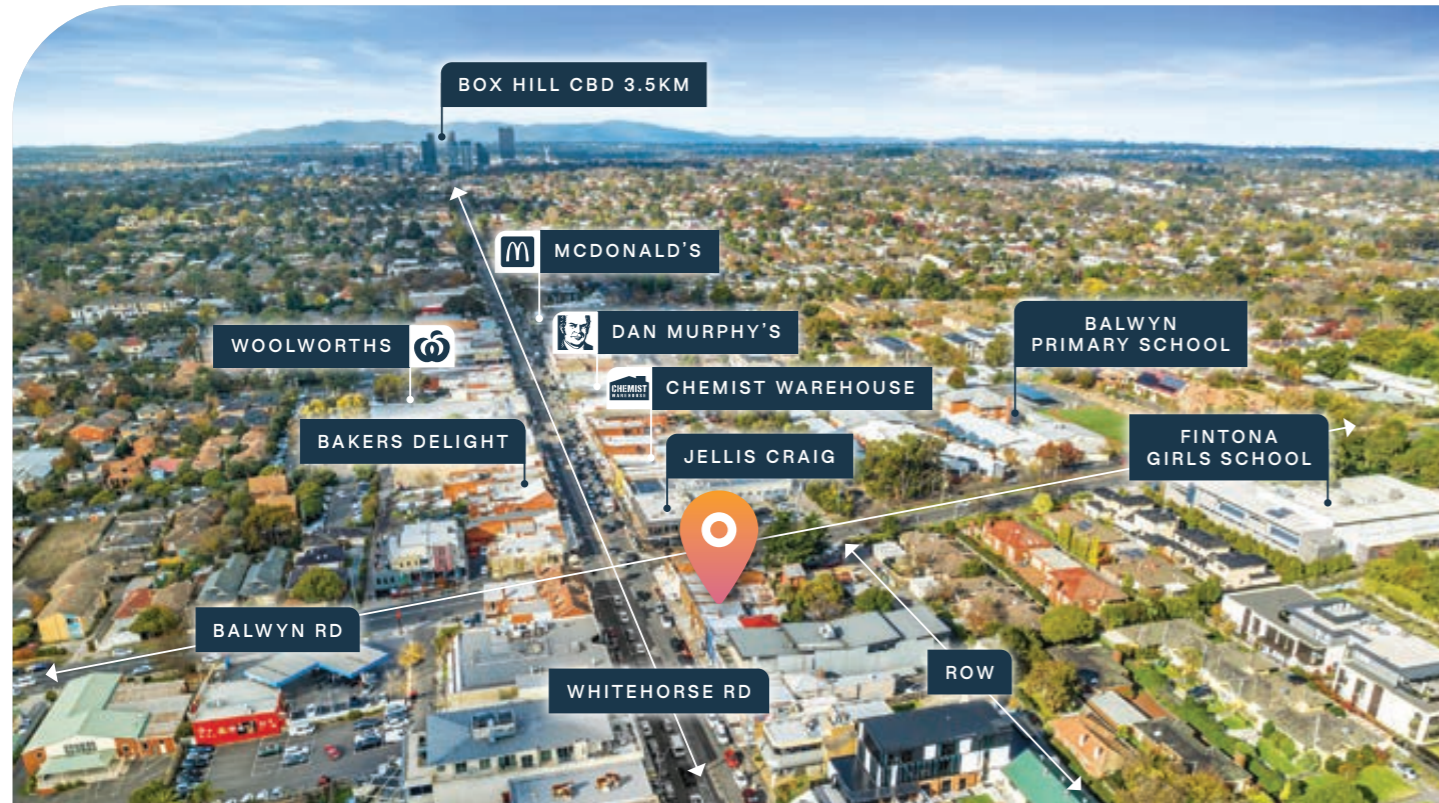 BOX HILL CBD 3.5KM
MCDONALD'S
DAN MURPHY'S
WOOLWORTHS
CHEMIST WAREHOUSE
CHEMIST
WAREHOUSE
BALWYN
PRIMARY SCHOOL
BAKERS DELIGHT
JELLIS CRAIG
FINTONA
GIRLS SCHOOL
BALWYN RD
WHITEHORSE RD
ROW